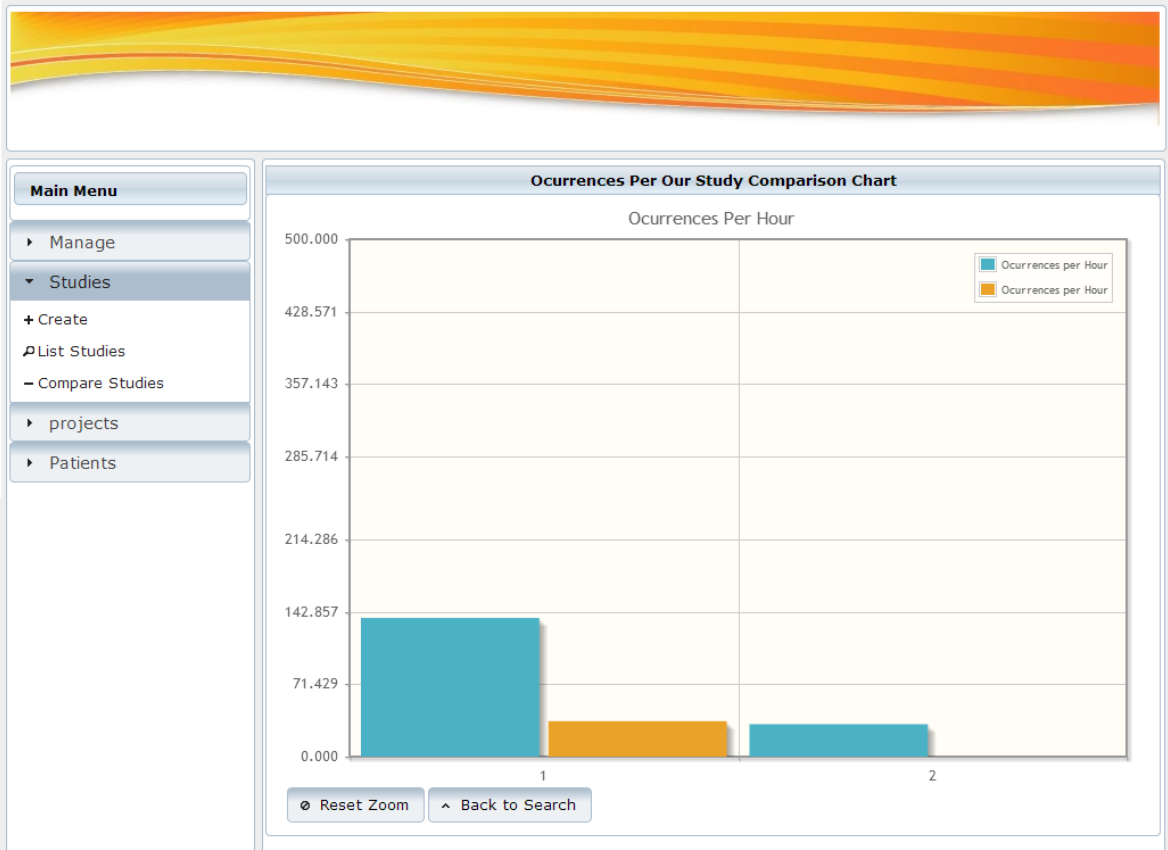 Main Menu
Manage
Studies
Create
List Studies
Compare Studies
projects
Patients
Ocurrences Per Our Study Comparison Chart
Ocurrences Per Hour
500.000
428.571
357.143
285.714
214.286
142.857
71.429
0.000
Ocurrences per Hour
Ocurrences per Hour
1 2
Reset Zoom Back to Search